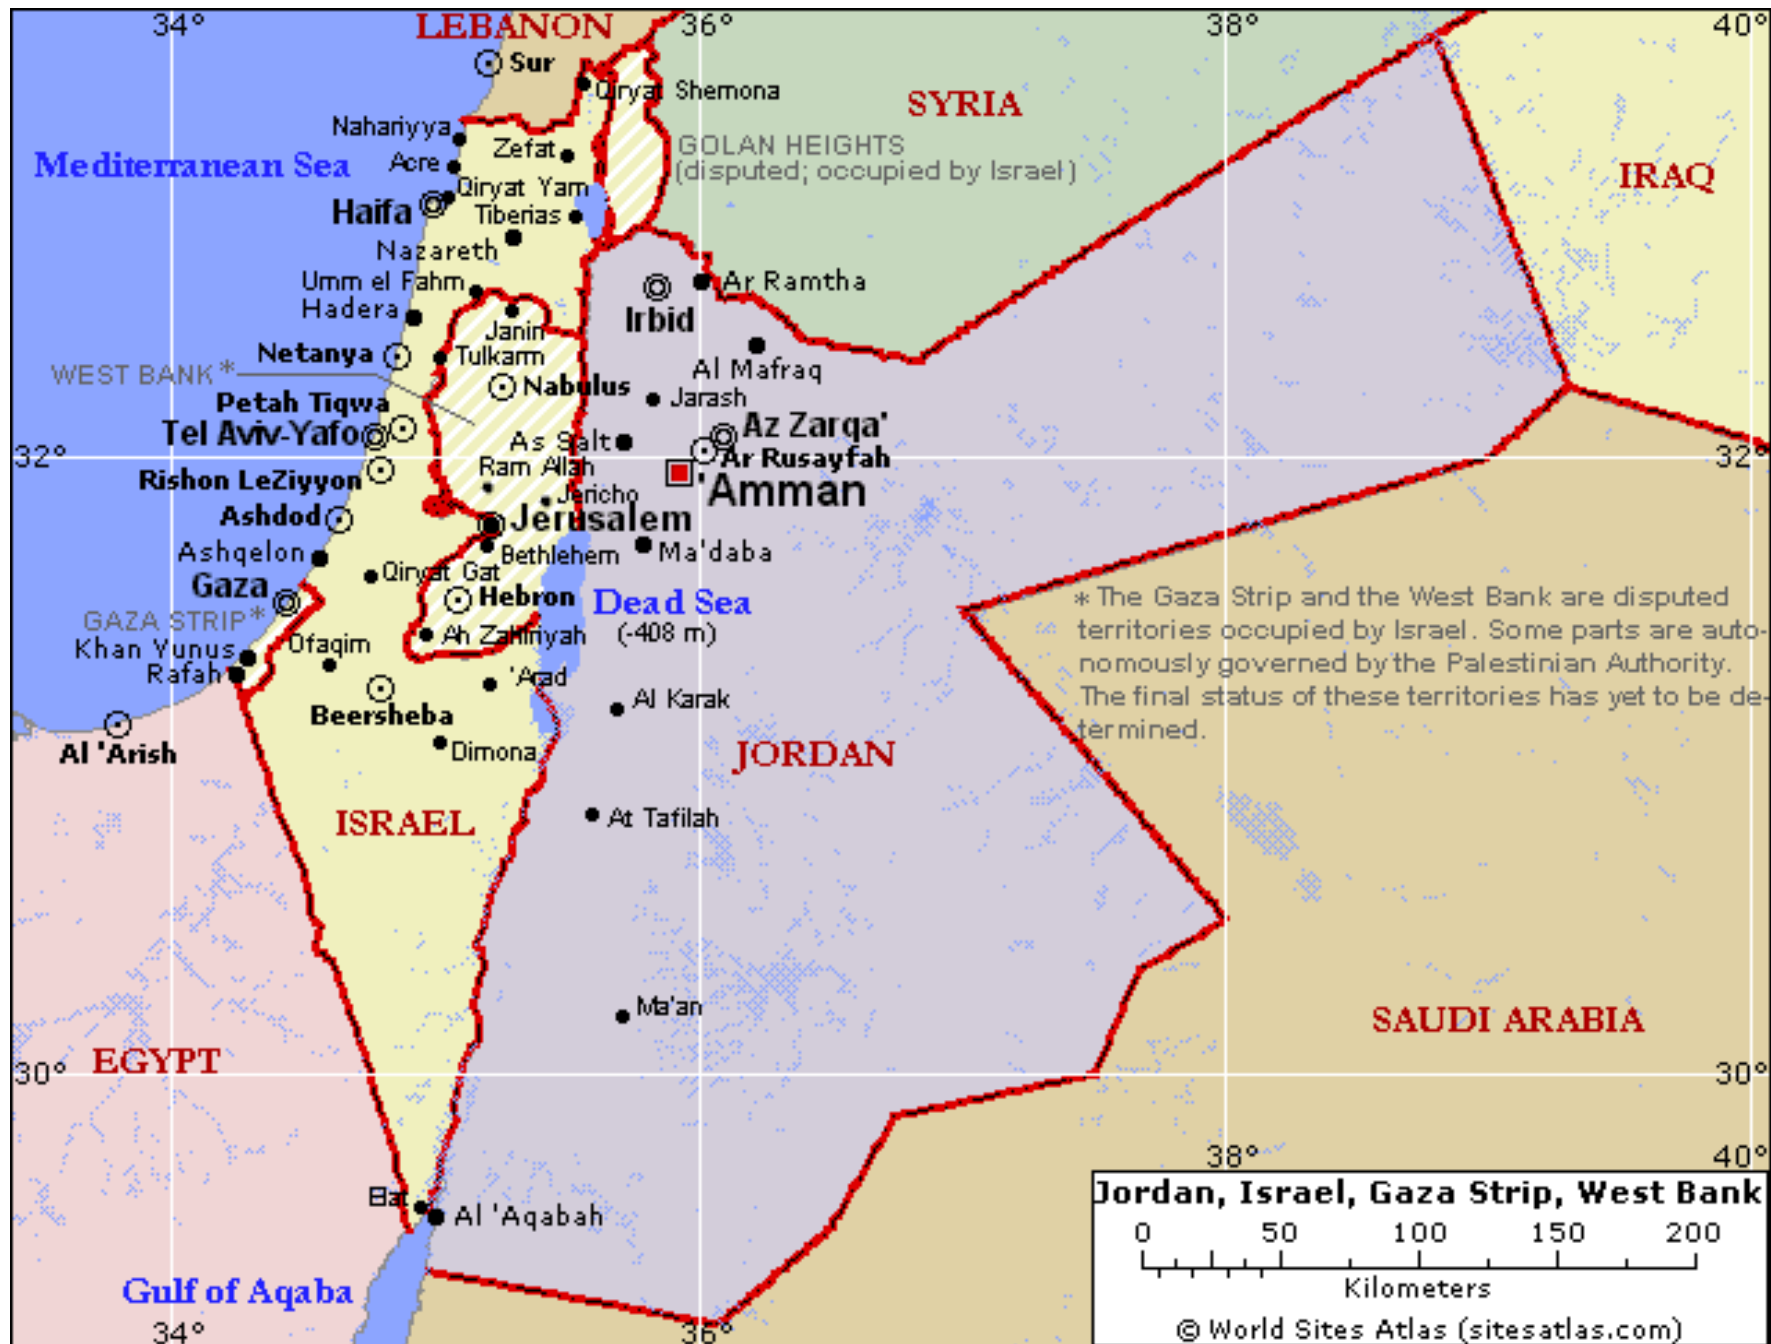 34°
36°
38°
40°
LEBANON
Sur
Qiryat Shemona
SYRIA
Nahariyya
Zefat
GOLAN HEIGHTS
(disputed; occupied by Israel)
Mediterranean Sea
Acre
IRAQ
Qiryat Yam
Haifa
Tiberias
Nazareth
Umm el Fahm
Ar Ramtha
Hadera
Irbid
Janin
Netanya
Tulkarm
WEST BANK*
Al Mafraq
Nabulus
Jarash
Petah Tiqwa
Tel Aviv-Yafo
Az Zarqa'
As Salt
32°
Ar Rusayfah
32°
Ram Allah
Rishon LeZiyyon
'Amman
Jericho
Ashdod
Jerusalem
Ashqelon
Bethlehem
Ma'daba
Qiryat Gat
Gaza
Hebron
Dead Sea
(-408 m)
* The Gaza Strip and the West Bank are disputed
territories occupied by Israel. Some parts are auto-
nomously governed by the Palestinian Authority.
The final status of these territories has yet to be de-
termined.
GAZA STRIP*
Ah Zahiriyah
Ofaqim
Khan Yunus
Rafah
'Arad
Al Karak
Beersheba
Al 'Arish
Dimona
JORDAN
ISRAEL
At Tafilah
Ma'an
SAUDI ARABIA
EGYPT
30°
30°
38°
40°
Elat
Al 'Aqabah
Jordan, Israel, Gaza Strip, West Bank
0 50 100 150 200
Kilometers
© World Sites Atlas (sitesatlas.com)
Gulf of Aqaba
34°
36°